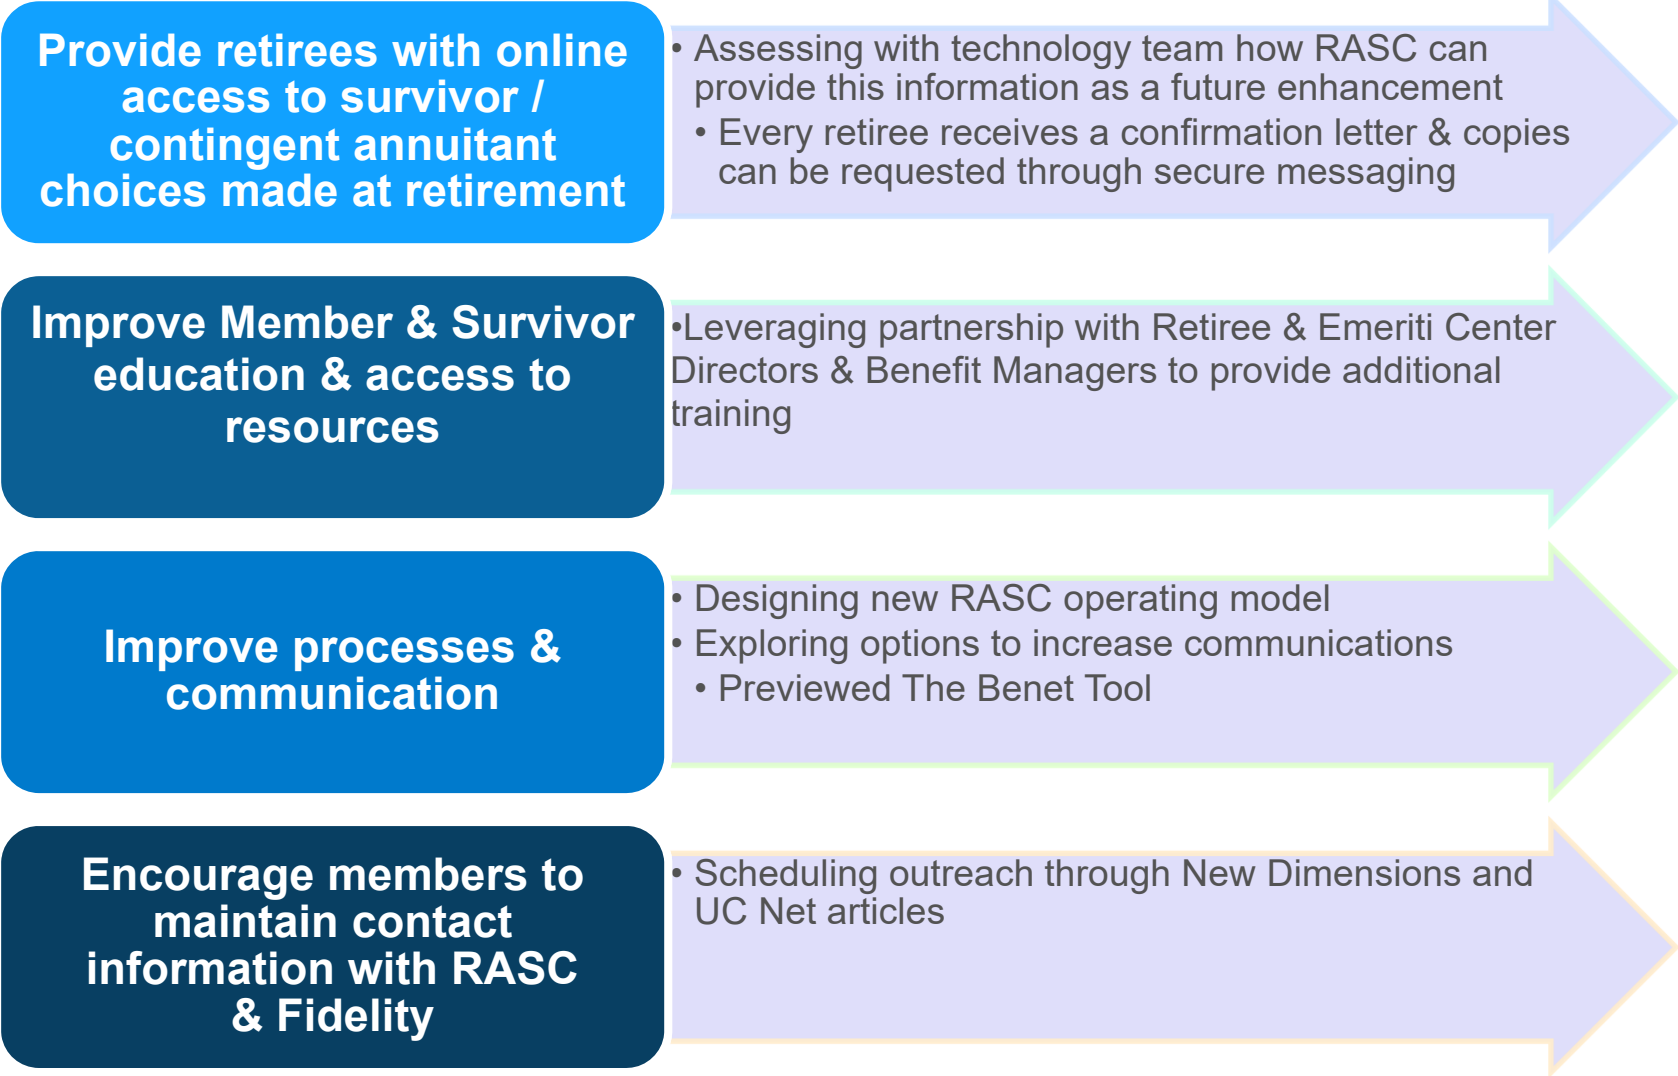 Provide retirees with online
access to survivor /
contingent annuitant
choices made at retirement
• Assessing with technology team how RASC can
provide this information as a future enhancement
• Every retiree receives a confirmation letter & copies
can be requested through secure messaging
Improve Member & Survivor
education & access to
resources
•Leveraging partnership with Retiree & Emeriti Center
Directors & Benefit Managers to provide additional
training
Improve processes &
communication
• Designing new RASC operating model
• Exploring options to increase communications
• Previewed The Benet Tool
Encourage members to
maintain contact
information with RASC
& Fidelity
• Scheduling outreach through New Dimensions and
UC Net articles